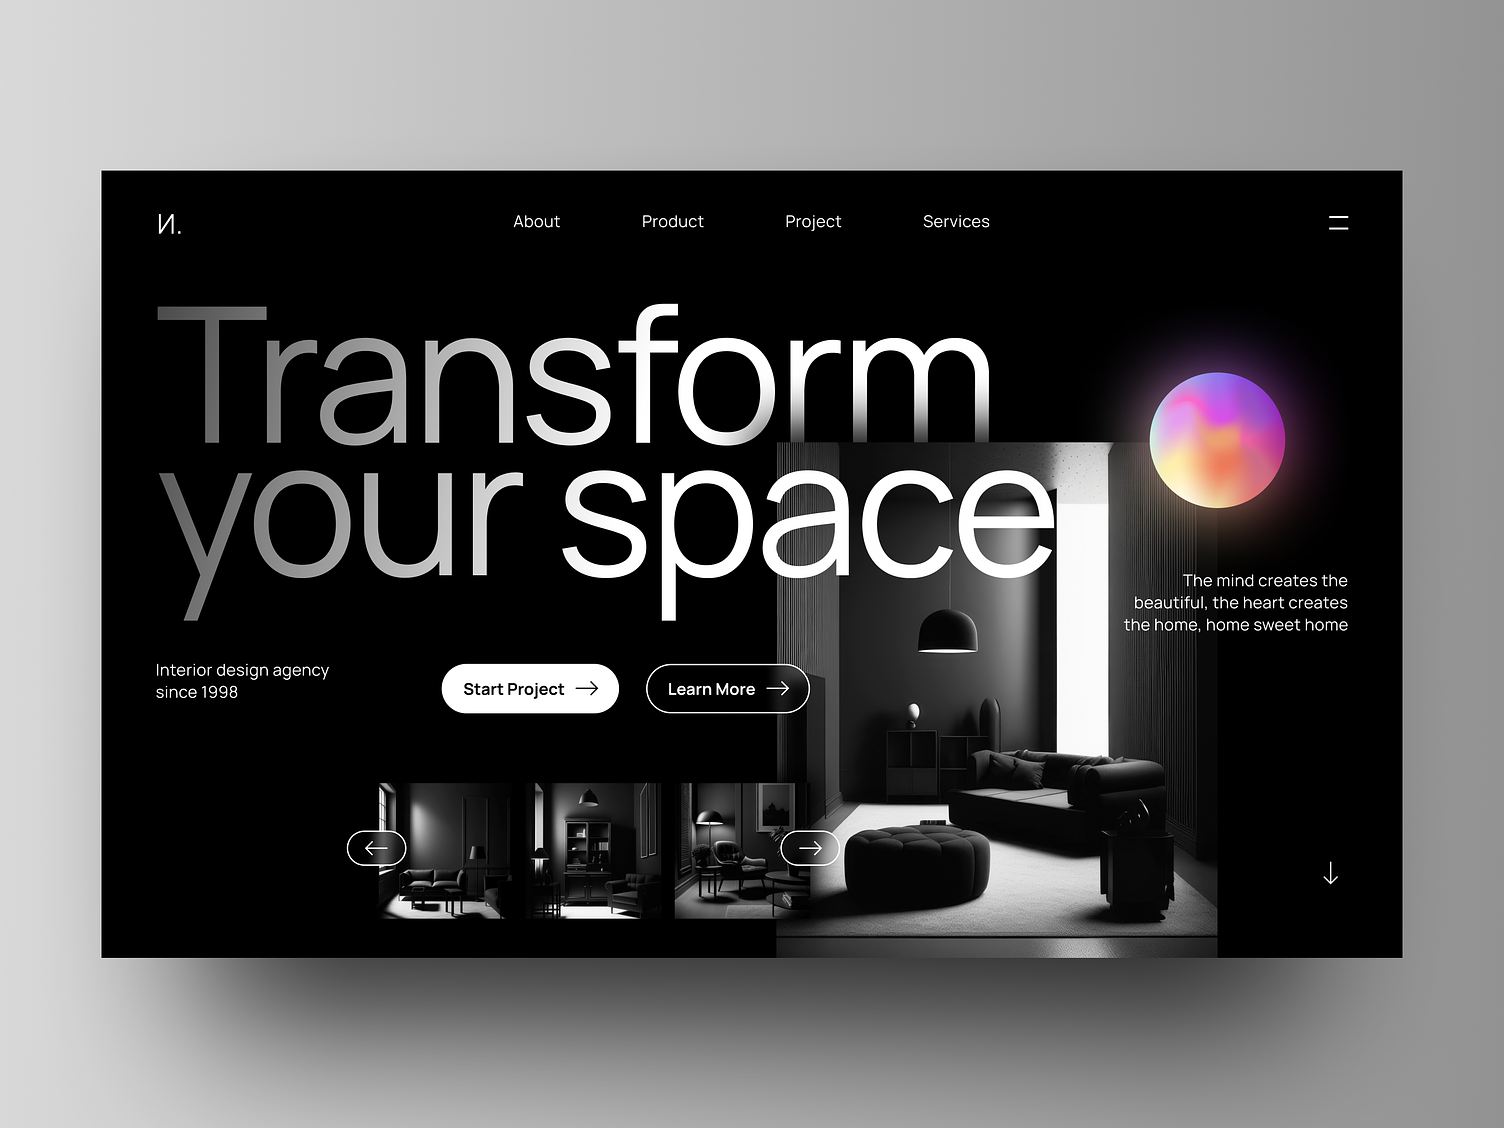 И.
About
Product
Project
Services
Transform
your space
The mind creates the
beautiful, the heart creates
the home, home sweet home
Interior design agency
since 1998
Start Project
Learn More